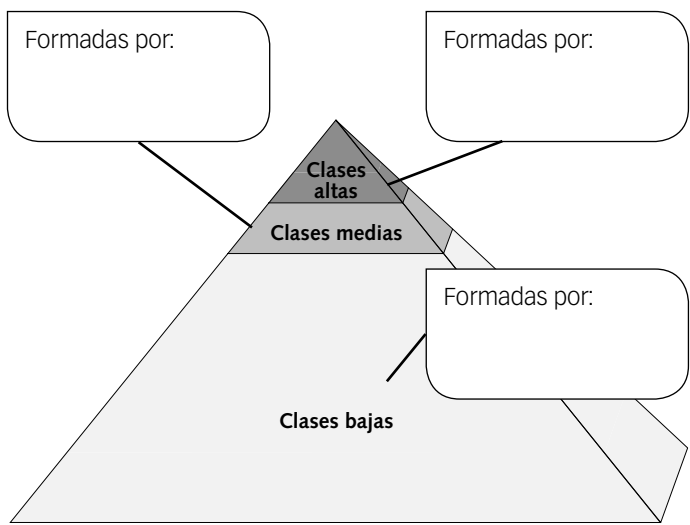 Formadas por:
Formadas por:
Clases
altas
Clases medias
Formadas por:
Clases bajas